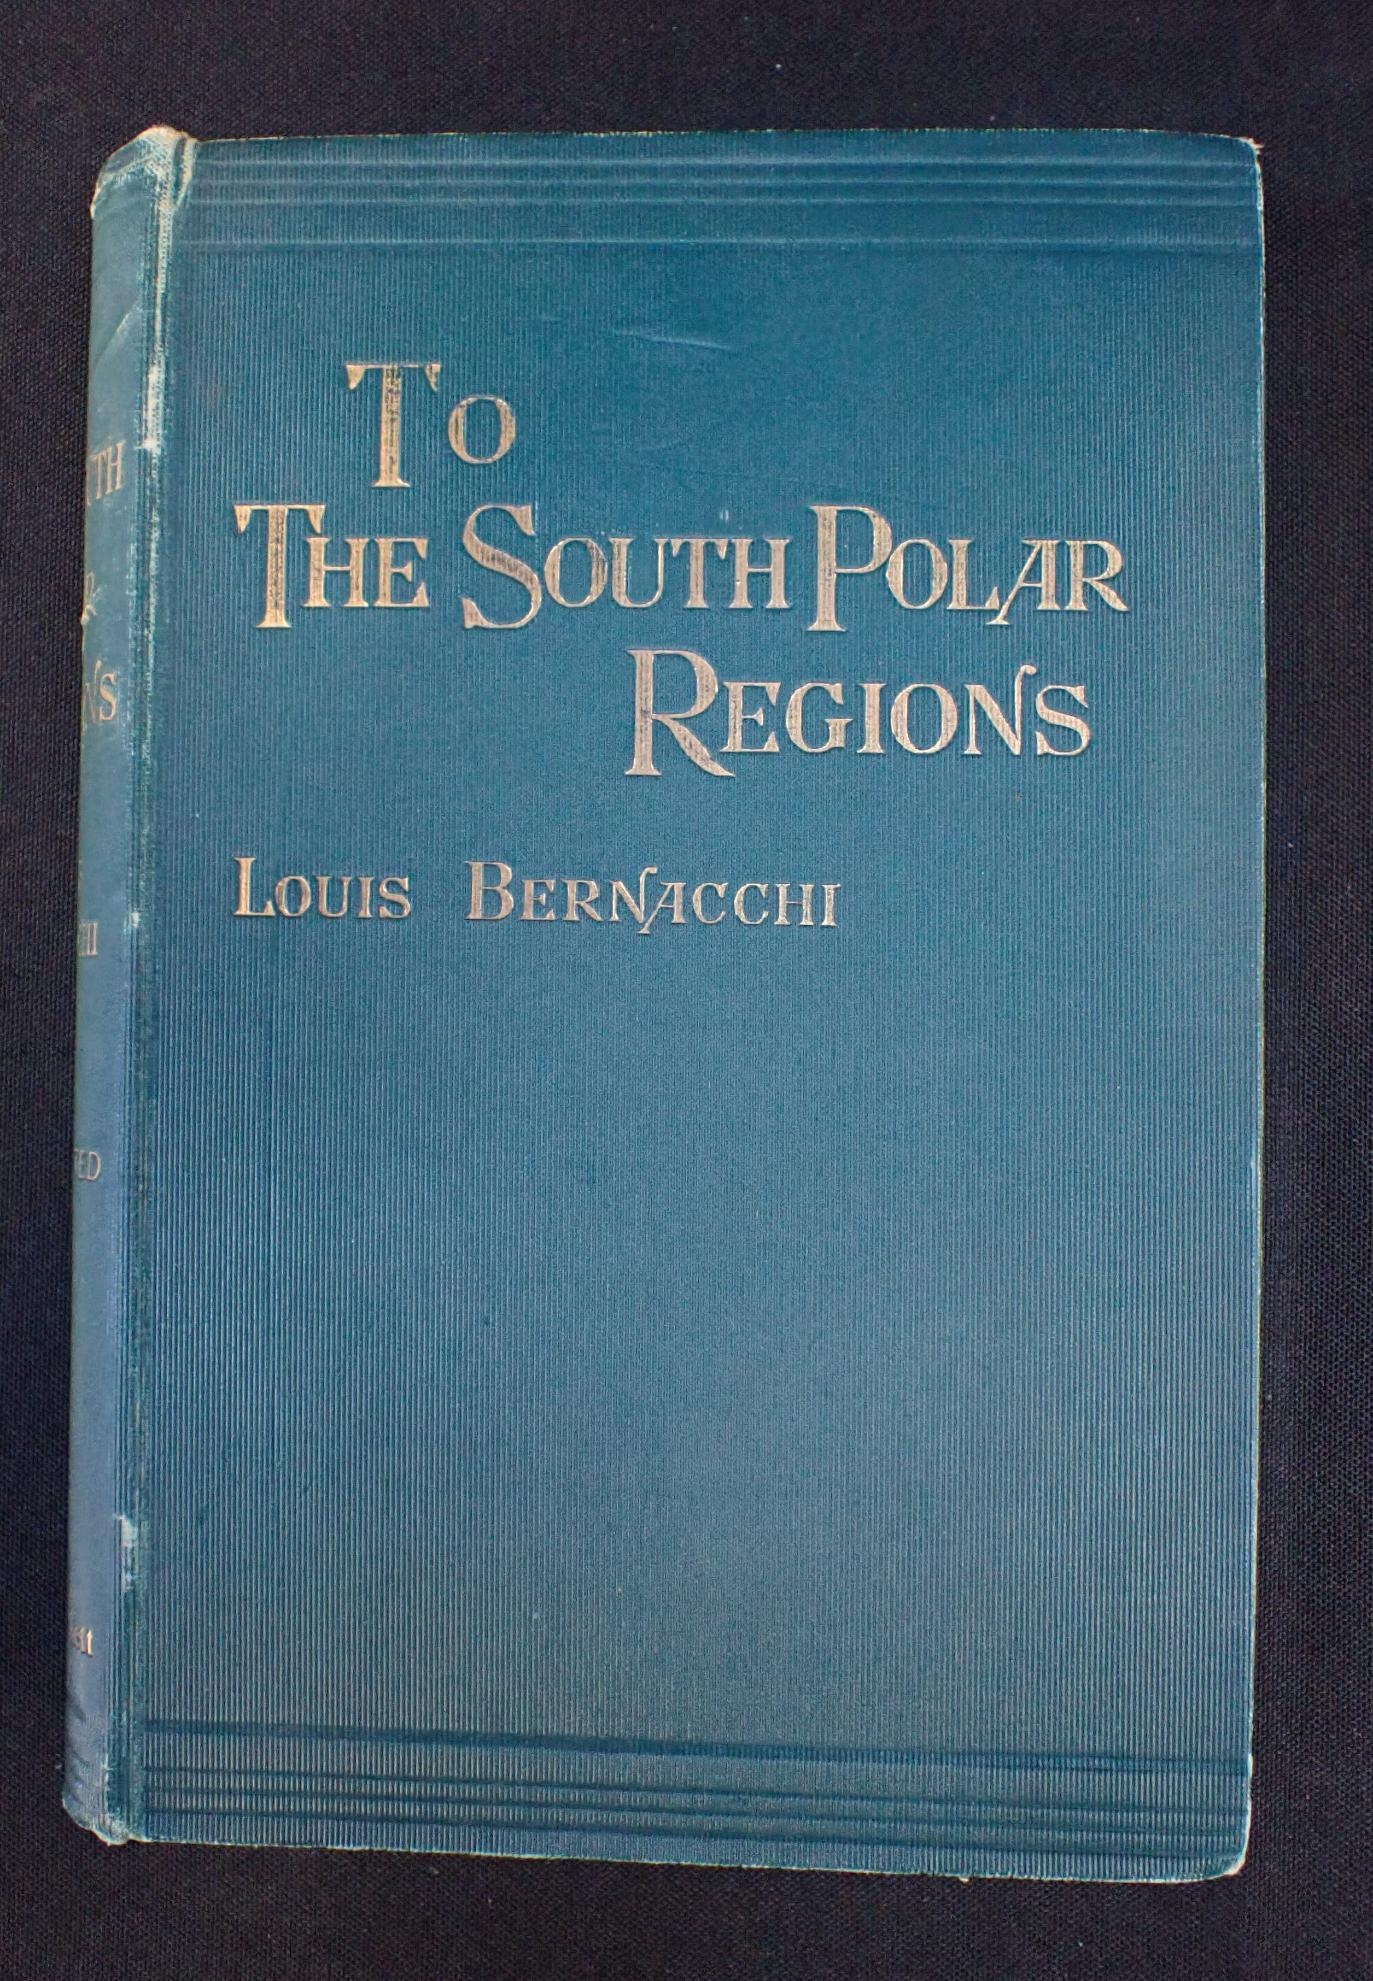 To
The South Polar
Regions
Louis Bernacchi